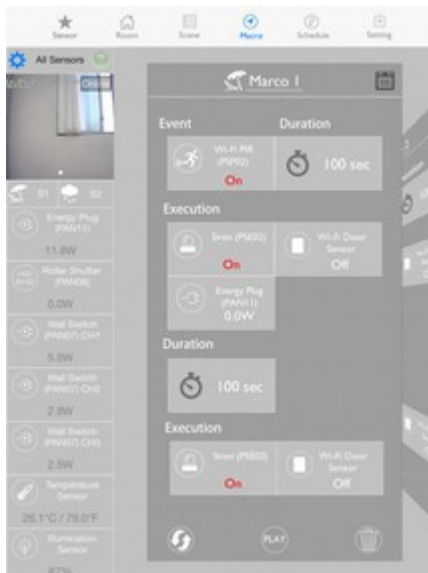 Sensor
Room
Scene
Macro
Schedule
Setting
All Sensors
Online
S1
S2
Energy Plug
(PAN11)
11.8W
Roller Shutter
(PAN08)
0.0W
Wall Switch
(PAN07) CH1
5.5W
Wall Switch
(PAN07) CH2
2.8W
Wall Switch
(PAN07) CH3
2.5W
Temperature
Sensor
26.1°C / 79.0°F
Illumination
Sensor
67%
Marco 1
Event
Duration
Wi-Fi PIR
(PSP02)
On
100 sec
Execution
Siren (PSE02)
On
Wi-Fi Door
Sensor
Off
Energy Plug
(PAN11)
0.0W
Duration
100 sec
Execution
Siren (PSE02)
On
Wi-Fi Door
Sensor
Off
PLAY